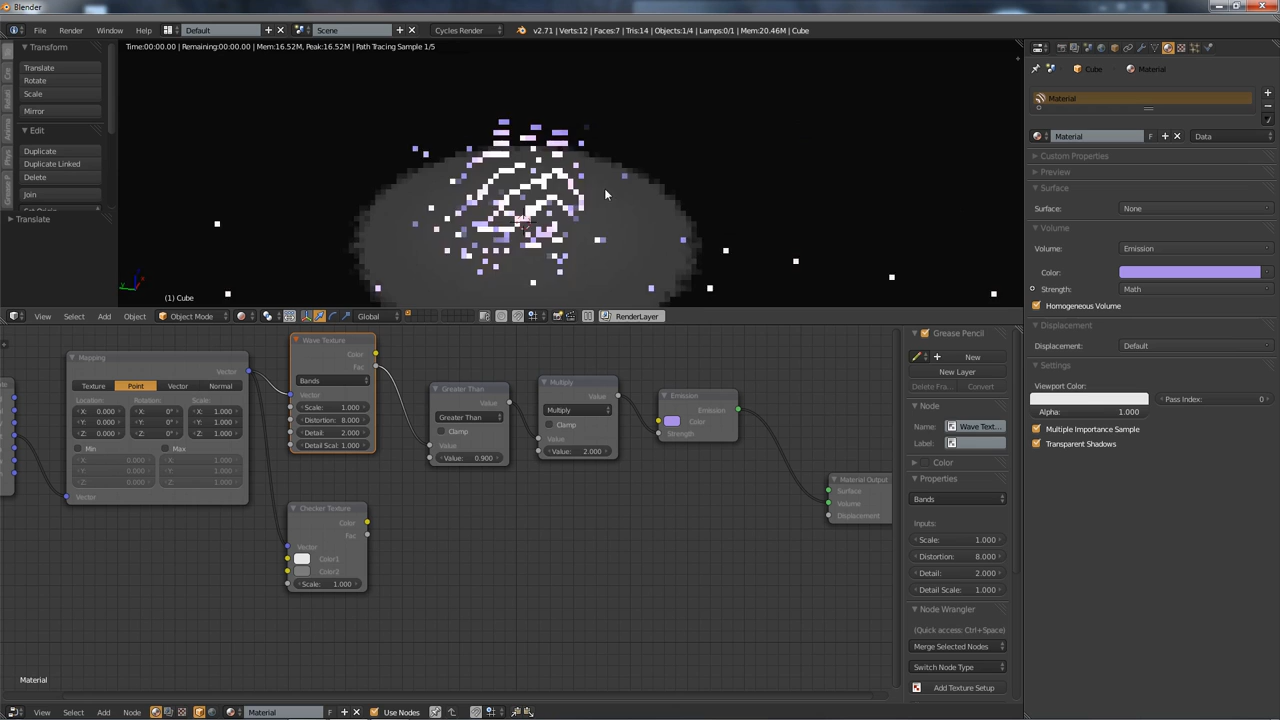 Blender
File Render Window Help Default Scene Cycles Render v2.71 | Verts:12 | Faces:7 | Tris:14 | Objects:1/4 | Lamps:0/1 | Mem:20.46M | Cube
Time:00:00.00 | Remaining:00:00.00 | Mem:16.52M, Peak:16.52M | Path Tracing Sample 1/5
Transform
Translate
Rotate
Scale
Mirror
Edit
Duplicate
Duplicate Linked
Delete
Join
Translate
(1) Cube
View Select Add Object Object Mode Global RenderLayer
Cube Material
Material
Material F Data
Custom Properties
Preview
Surface
Surface: None
Volume
Volume: Emission
Color:
Strength: Math
Homogeneous Volume
Displacement
Displacement: Default
Settings
Viewport Color:
Alpha: 1.000
Pass Index: 0
Multiple Importance Sample
Transparent Shadows
Mapping
Vector
Texture Point Vector Normal
Location: Rotation: Scale:
X: 0.000 X: 0° X: 1.000
Y: 0.000 Y: 0° Y: 1.000
Z: 0.000 Z: 0° Z: 1.000
Min Max
X: 0.000 X: 1.000
Y: 0.000 Y: 1.000
Z: 0.000 Z: 1.000
Vector
Wave Texture
Color
Fac
Bands
Vector
Scale: 1.000
Distortion: 8.000
Detail 2.000
Detail Scal: 1.000
Checker Texture
Color
Fac
Vector
Color1
Color2
Scale: 1.000
Greater Than
Value
Greater Than
Clamp
Value
Value: 0.900
Multiply
Value
Multiply
Clamp
Value
Value: 2.000
Emission
Emission
Color
Strength
Material Output
Surface
Volume
Displacement
Grease Pencil
New
New Layer
Delete Fra... Convert
Node
Name: Wave Text...
Label:
Color
Properties
Bands
Inputs:
Scale: 1.000
Distortion: 8.000
Detail: 2.000
Detail Scale: 1.000
Node Wrangler
(Quick access: Ctrl+Space)
Merge Selected Nodes
Switch Node Type
Add Texture Setup
Material
View Select Add Node Material Use Nodes